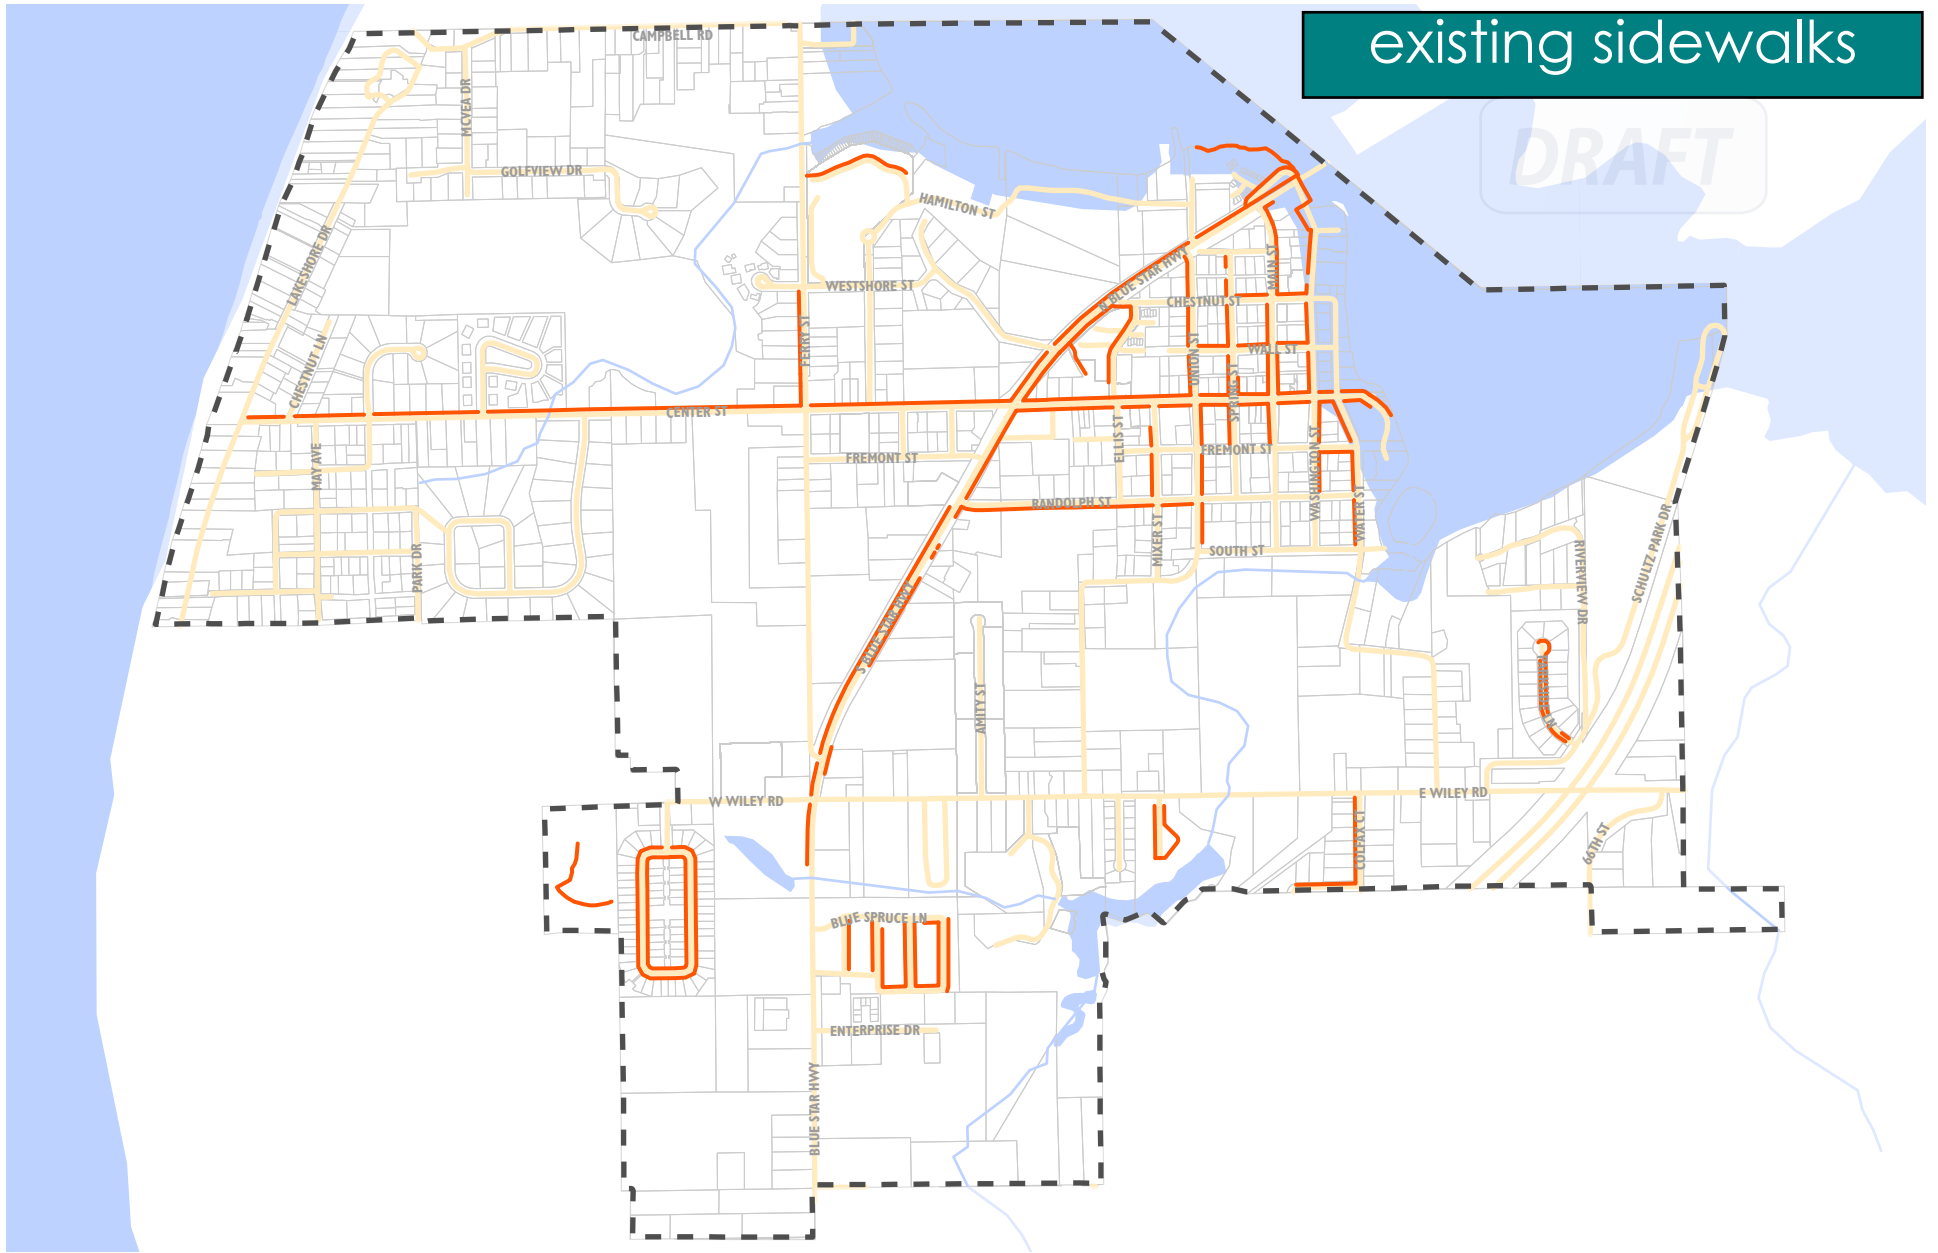 existing sidewalks
DRAFT
CAMPBELL RD
MCVEA DR
GOLFVIEW DR
HAMILTON ST
LAKESHORE DR
WESTSHORE ST
N BLUE STAR HWY
MAIN ST
CHESTNUT ST
CHESTNUT LN
FERRY ST
UNION ST
WALL ST
SPRING ST
CENTER ST
MAY AVE
FREMONT ST
ELLIS ST
FREMONT ST
WASHINGTON ST
RANDOLPH ST
WATER ST
MIXER ST
SOUTH ST
PARK DR
RIVERVIEW DR
SCHULTZ PARK DR
S BLUE STAR HWY
AMITY ST
LN
W WILEY RD
E WILEY RD
COLFAX CT
66TH ST
BLUE SPRUCE LN
ENTERPRISE DR
BLUE STAR HWY